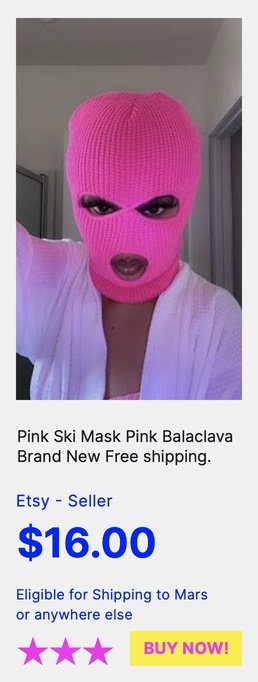 Pink Ski Mask Pink Balaclava
Brand New Free shipping.
Etsy - Seller
$16.00
Eligible for Shipping to Mars
or anywhere else
BUY NOW!